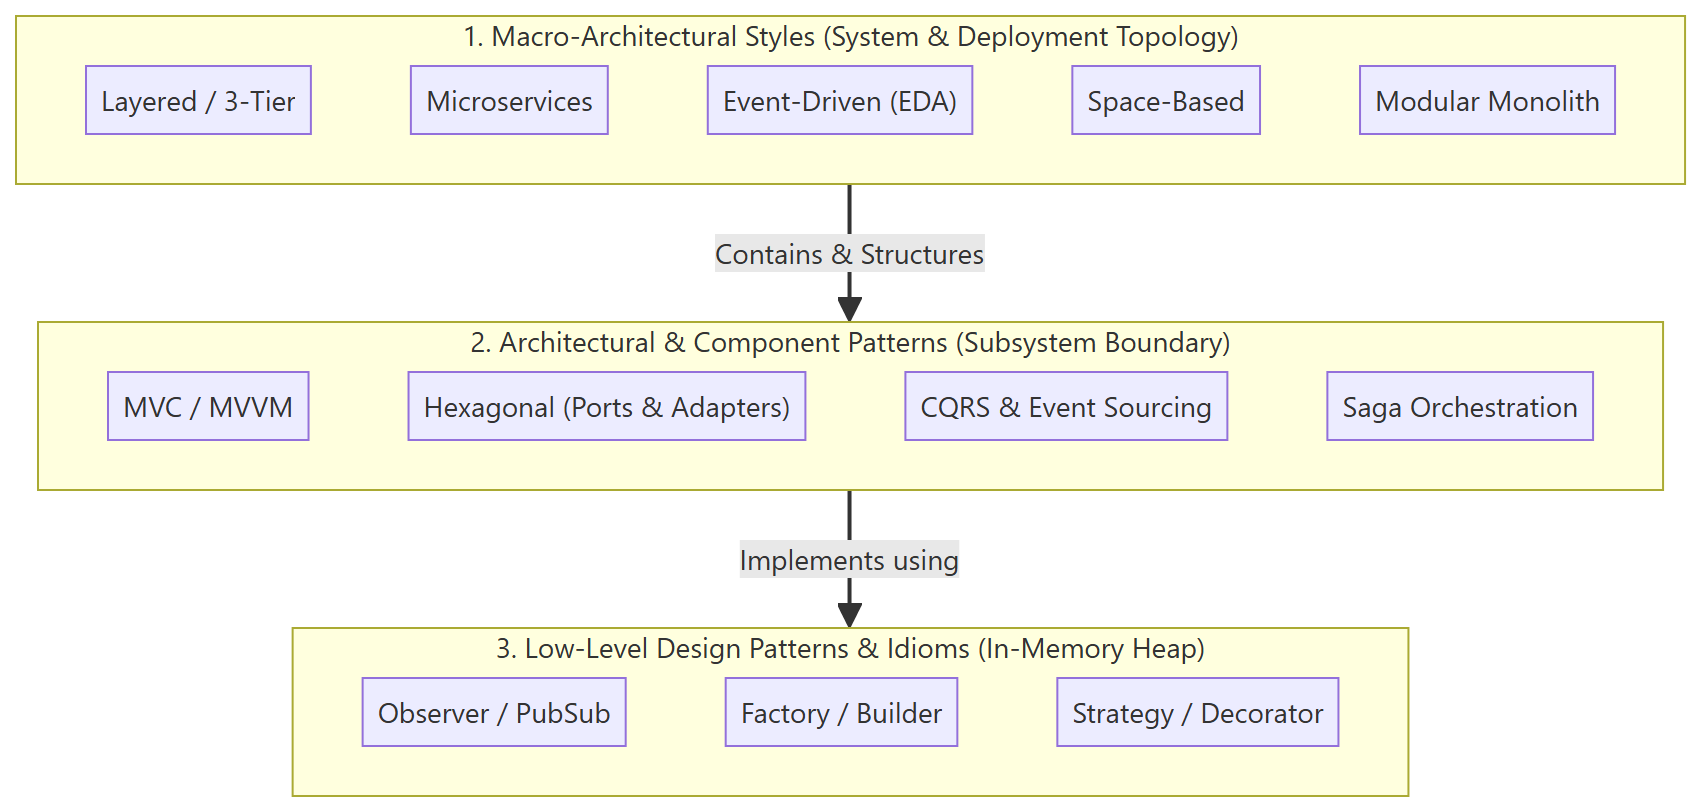 1. Macro-Architectural Styles (System & Deployment Topology)
Layered / 3-Tier
Microservices
Event-Driven (EDA)
Space-Based
Modular Monolith
Contains & Structures
2. Architectural & Component Patterns (Subsystem Boundary)
MVC / MVVM
Hexagonal (Ports & Adapters)
CQRS & Event Sourcing
Saga Orchestration
Implements using
3. Low-Level Design Patterns & Idioms (In-Memory Heap)
Observer / PubSub
Factory / Builder
Strategy / Decorator